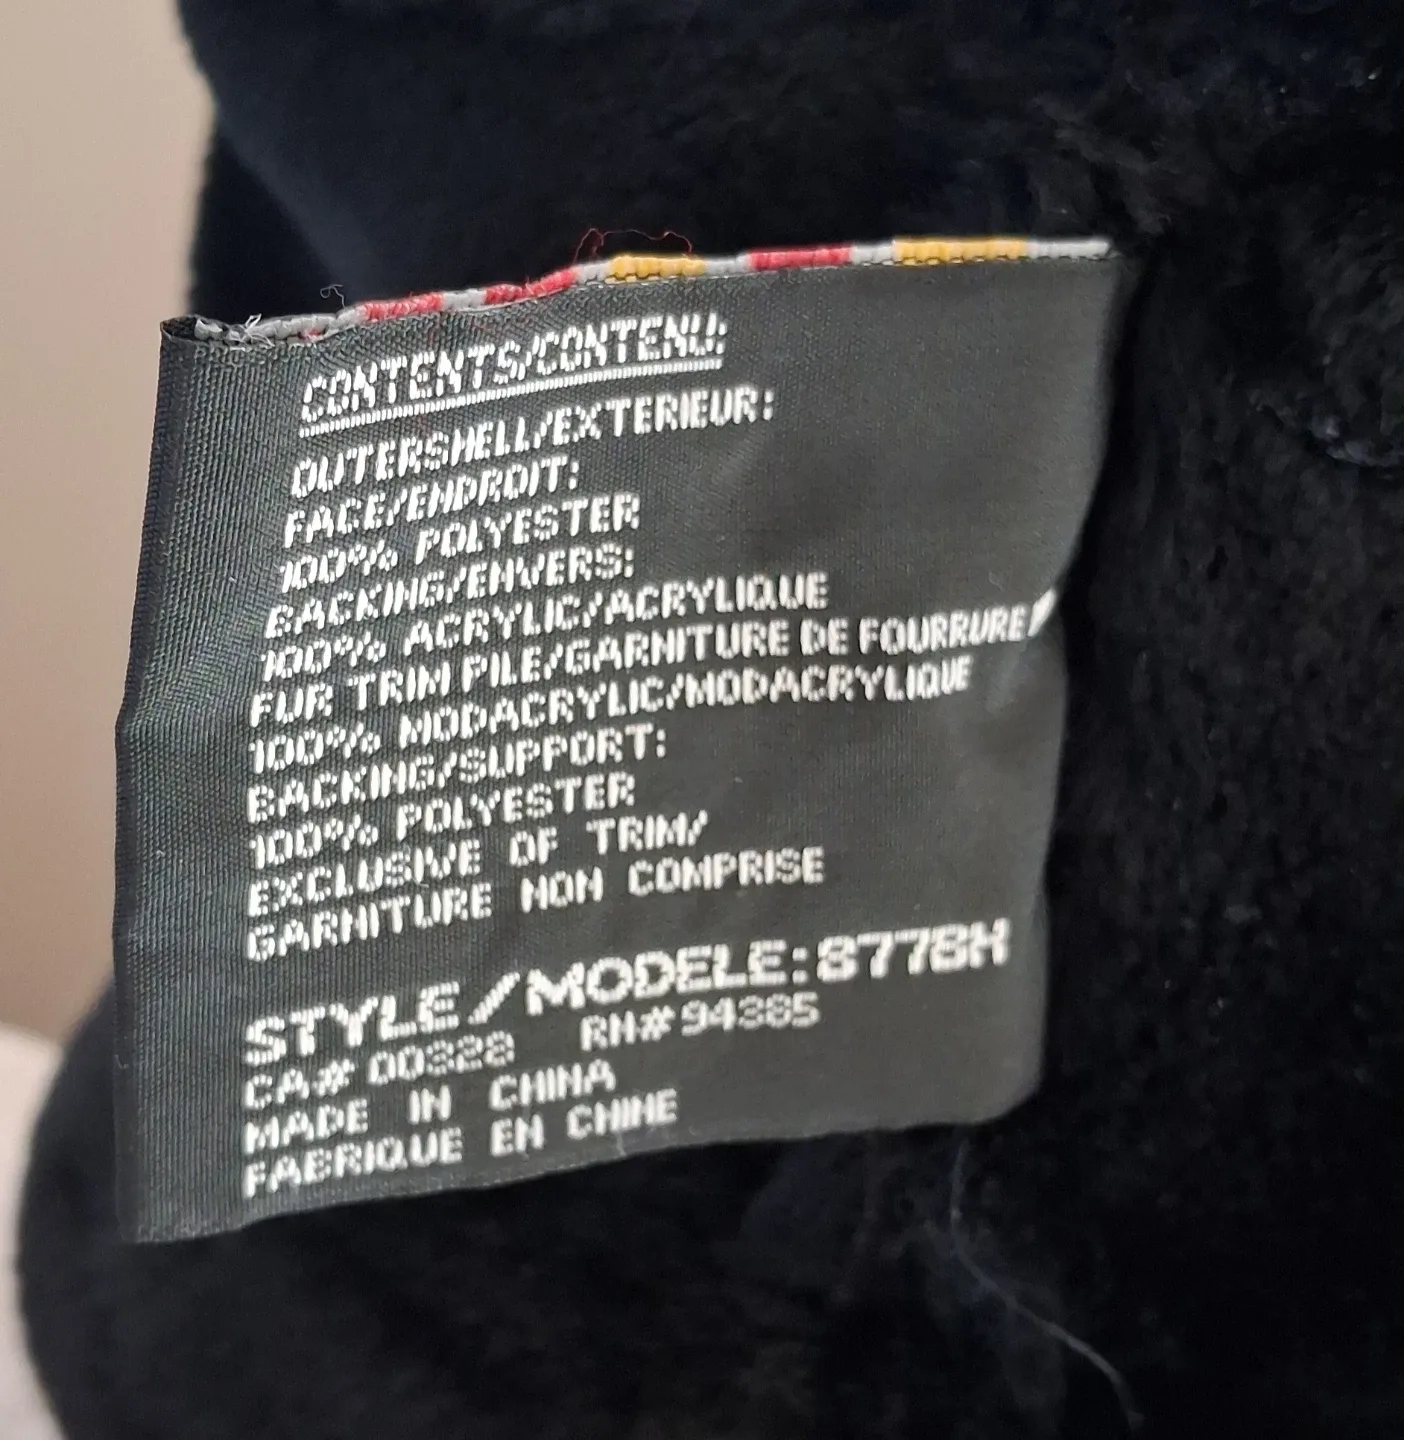 CONTENTS/CONTENU:
OUTERSHELL/EXTERIEUR:
FACE/ENDROIT:
100% POLYESTER
BACKING/ENVERS:
100% ACRYLIC/ACRYLIQUE
FUR TRIM PILE/GARNITURE DE FOURRURE
100% MODACRYLIC/MODACRYLIQUE
BACKING/SUPPORT:
100% POLYESTER
EXCLUSIVE OF TRIM/
GARNITURE NON COMPRISE
STYLE/MODELE:8778H
CA# 00328 RN#94385
MADE IN CHINA
FABRIQUE EN CHINE